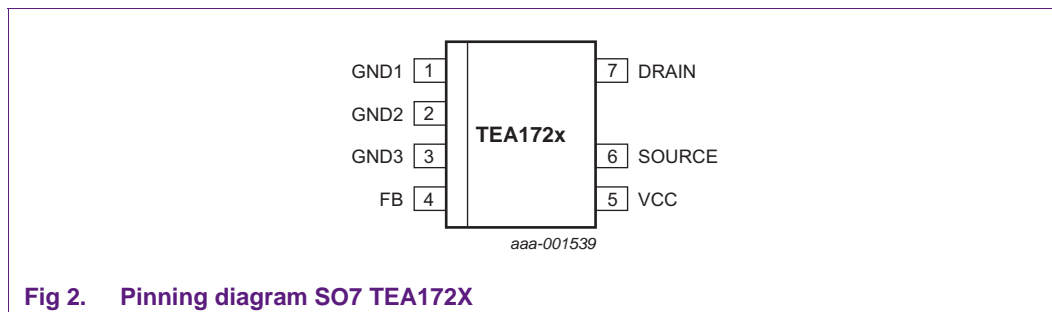 GND1 1 7 DRAIN
GND2 2
TEA172x
GND3 3 6 SOURCE
FB 4 5 VCC
aaa-001539
Fig 2. Pinning diagram SO7 TEA172X